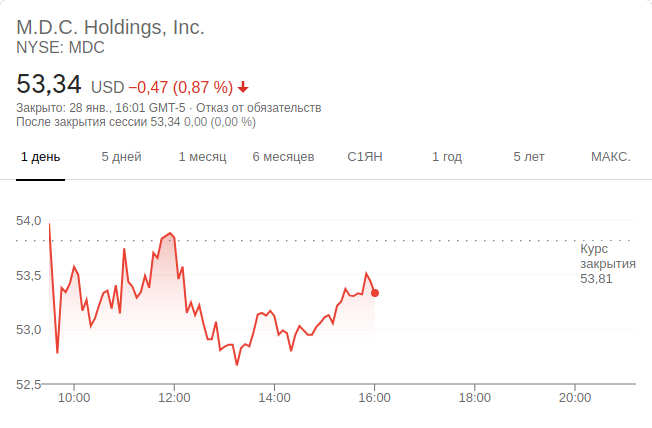 M.D.C. Holdings, Inc.
NYSE: MDC
53,34 USD −0,47 (0,87 %)
Закрыто: 28 янв., 16:01 GMT-5 · Отказ от обязательств
После закрытия сессии 53,34 0,00 (0,00 %)
1 день 5 дней 1 месяц 6 месяцев С1ЯН 1 год 5 лет МАКС.
54,0
Курс
закрытия
53,5
53,81
53,0
52,5
10:00 12:00 14:00 16:00 18:00 20:00